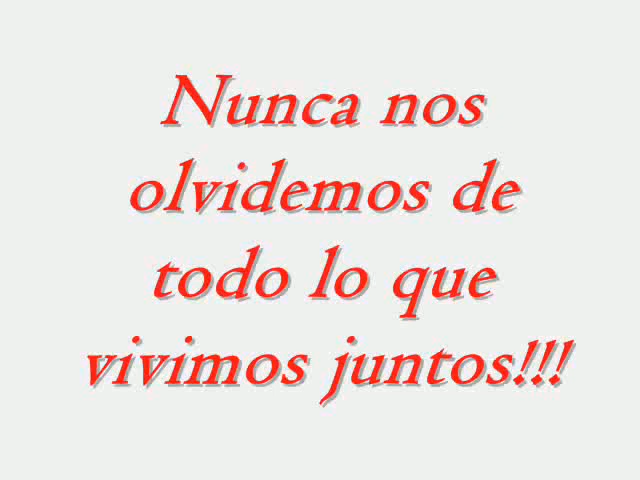 Nunca nos
olvidemos de
todo lo que
vivimos juntos!!!